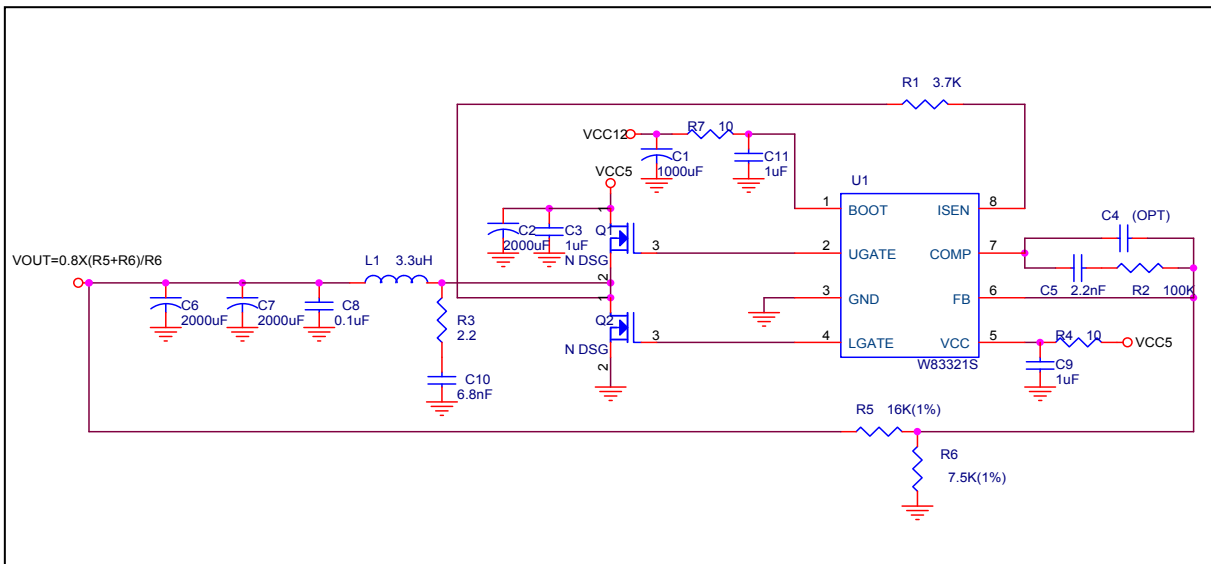 R1 3.7K
VCC12
R7 10
C1
1000uF
C11
1uF
VCC5
U1
1 BOOT ISEN 8
C4 (OPT)
1
C2
2000uF
C3
1uF
Q1
N DSG
3
2 UGATE COMP 7
VOUT=0.8X(R5+R6)/R6
L1 3.3uH
2
C5 2.2nF R2 100K
C6
2000uF
C7
2000uF
C8
0.1uF
1
3 GND FB 6
R3
2.2
Q2
N DSG
3
2
4 LGATE VCC 5
R4 10
VCC5
W83321S
C9
1uF
C10
6.8nF
R5 16K(1%)
R6
7.5K(1%)